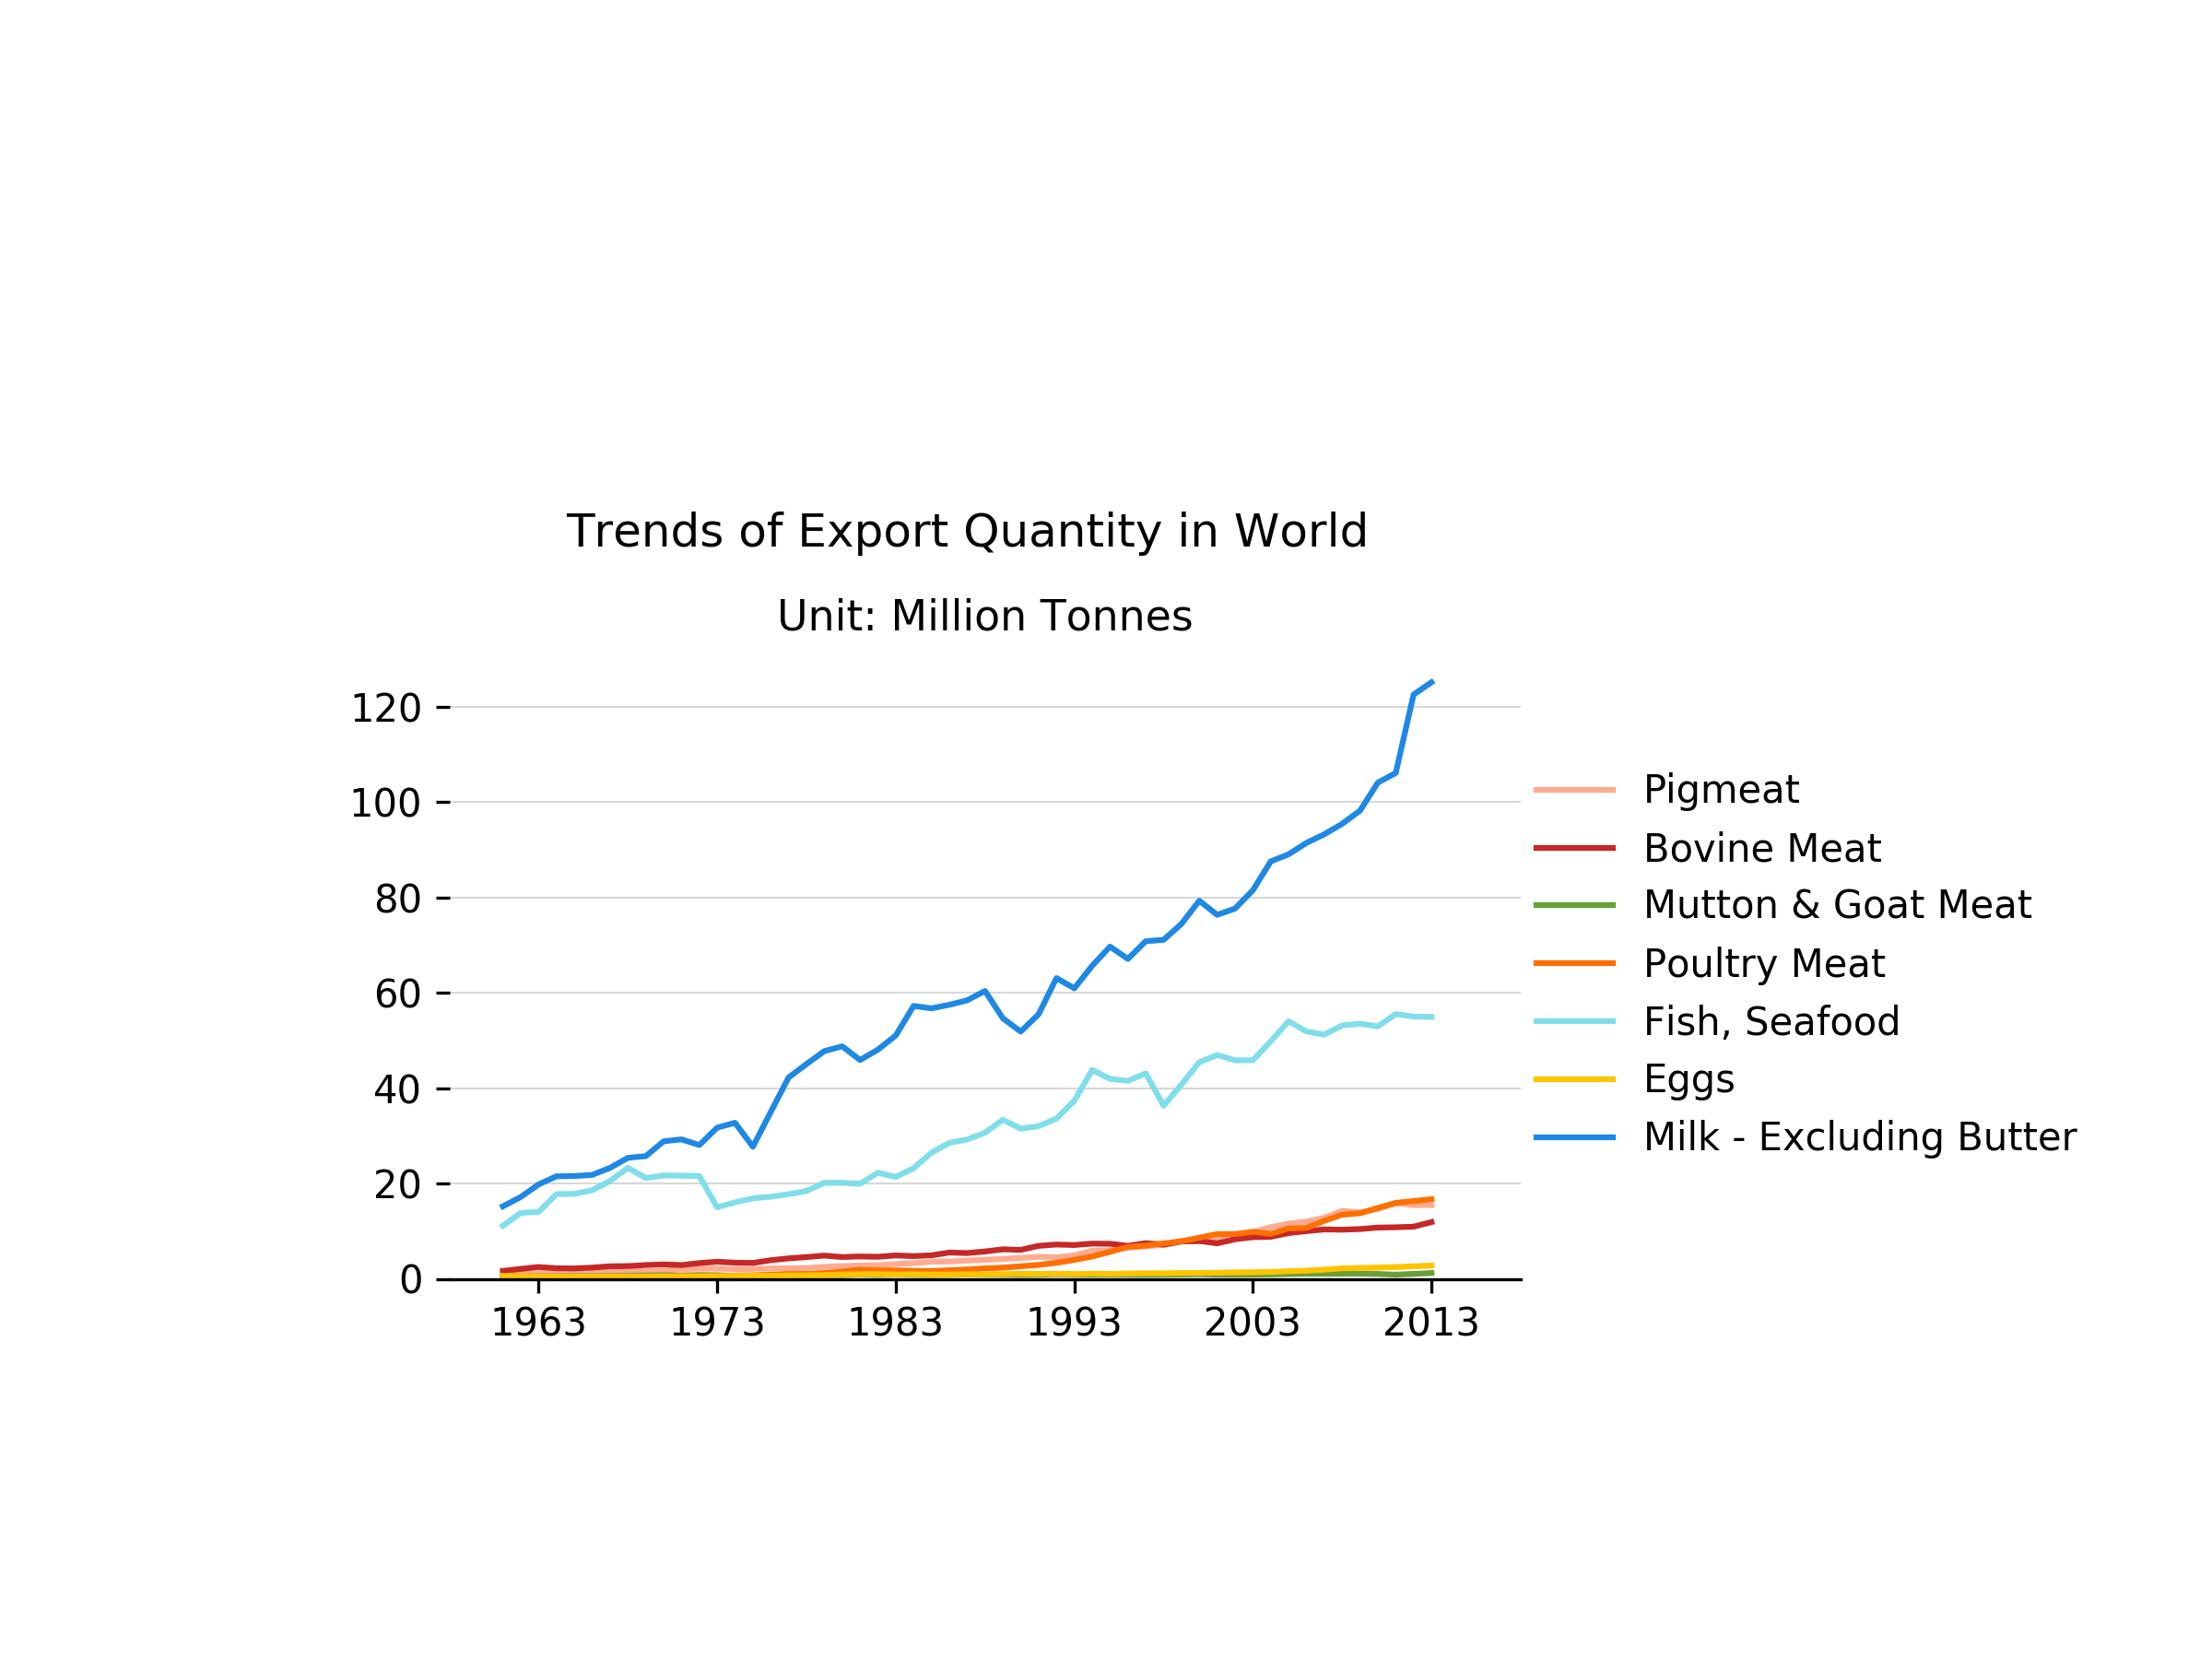 Trends of Export Quantity in World
Unit: Million Tonnes
120
100
80
60
40
20
0
1963 1973 1983 1993 2003 2013
Pigmeat
Bovine Meat
Mutton & Goat Meat
Poultry Meat
Fish, Seafood
Eggs
Milk - Excluding Butter